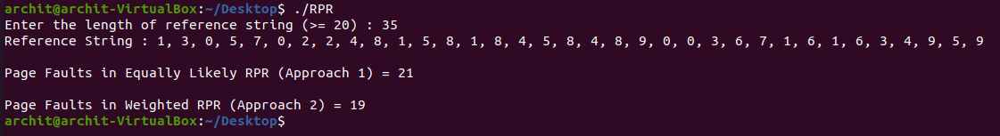 archit@archit-VirtualBox:~/Desktop$ ./RPR
Enter the length of reference string (>= 20) : 35
Reference String : 1, 3, 0, 5, 7, 0, 2, 2, 4, 8, 1, 5, 8, 1, 8, 4, 5, 8, 4, 8, 9, 0, 0, 3, 6, 7, 1, 6, 1, 6, 3, 4, 9, 5, 9
Page Faults in Equally Likely RPR (Approach 1) = 21
Page Faults in Weighted RPR (Approach 2) = 19
archit@archit-VirtualBox:~/Desktop$